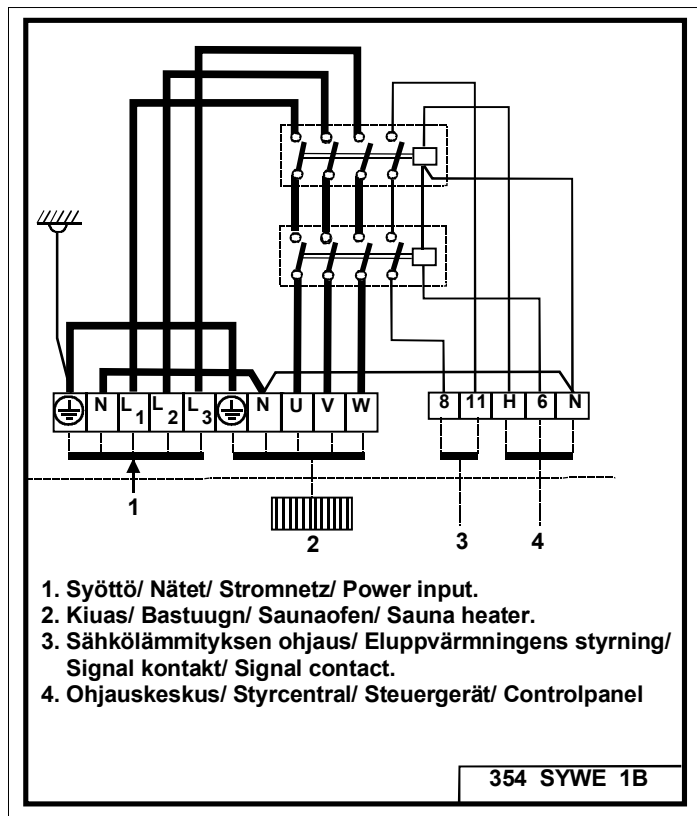 N L1 L2 L3 N U V W 8 11 H 6 N
1 2 3 4
1. Syöttö/ Nätet/ Stromnetz/ Power input.
2. Kiuas/ Bastuugn/ Saunaofen/ Sauna heater.
3. Sähkölämmityksen ohjaus/ Eluppvärmningens styrning/
Signal kontakt/ Signal contact.
4. Ohjauskeskus/ Styrcentral/ Steuergerät/ Controlpanel
354 SYWE 1B